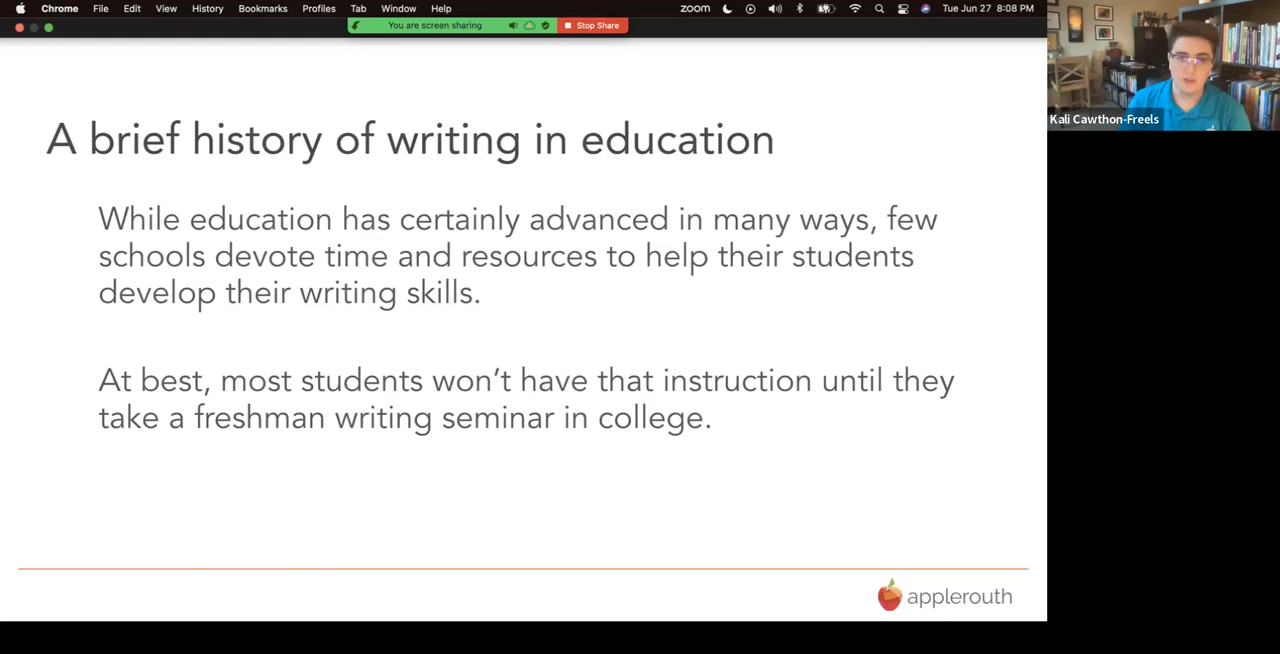 Chrome File Edit View History Bookmarks Profiles Tab Window Help zoom Tue Jun 27 8:08 PM
You are screen sharing Stop Share
Kali Cawthon-Freels
A brief history of writing in education
While education has certainly advanced in many ways, few
schools devote time and resources to help their students
develop their writing skills.
At best, most students won’t have that instruction until they
take a freshman writing seminar in college.
applerouth